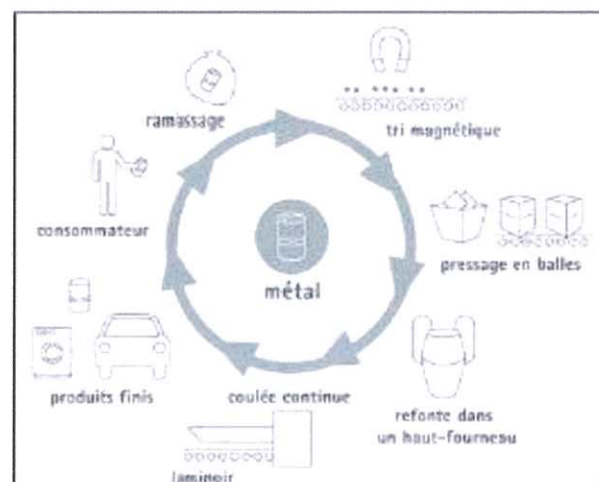 ramassage
tri magnétique
consommateur
pressage en balles
métal
produits finis
coulée continue
refonte dans
un haut-fourneau
laminoir